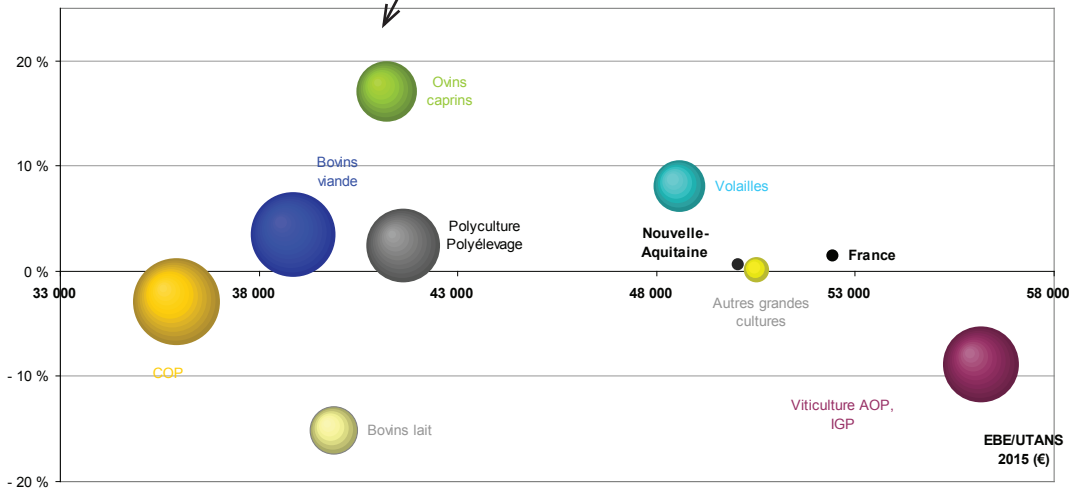 20 %
Ovins
caprins
10 %
Bovins
viande
Volailles
Polyculture
Polyélevage
Nouvelle-
Aquitaine
France
0 %
33 000
38 000
43 000
48 000
53 000
58 000
Autres grandes
cultures
COP
- 10 %
Viticulture AOP,
IGP
Bovins lait
EBE/UTANS
2015 (€)
- 20 %